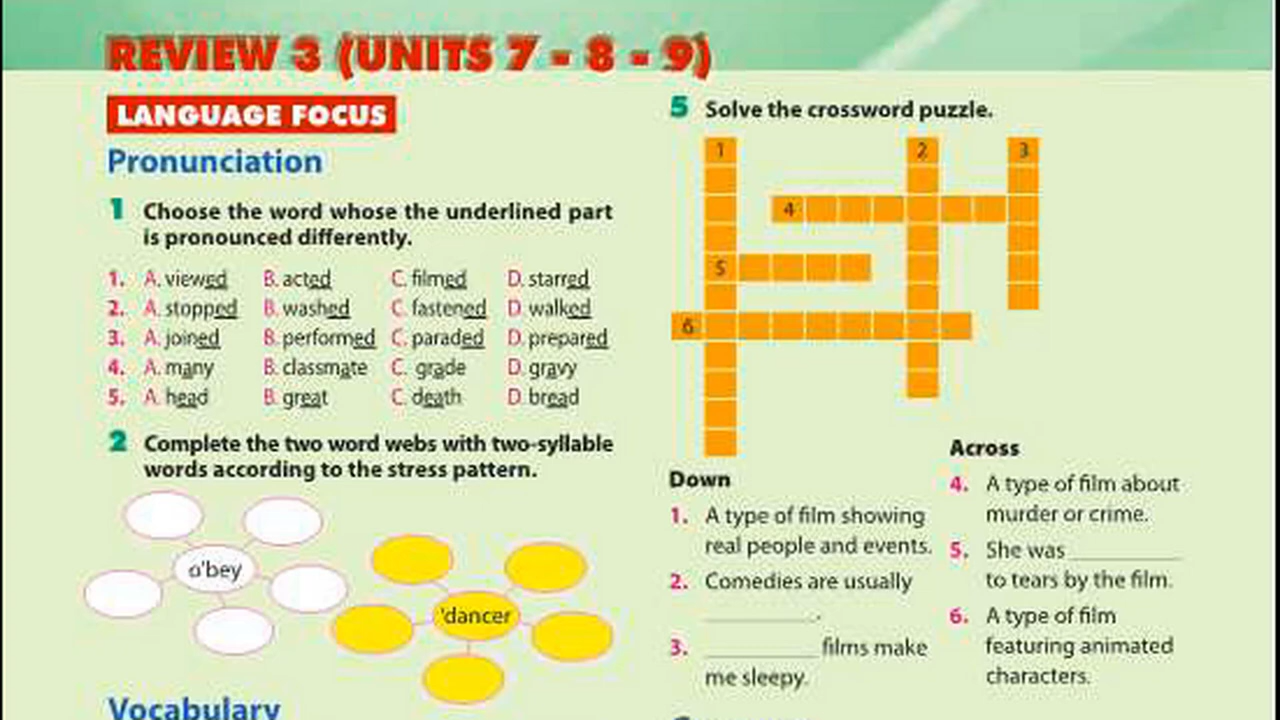 REVIEW 3 (UNITS 7 - 8 - 9)
LANGUAGE FOCUS
Pronunciation
1 Choose the word whose the underlined part
is pronounced differently.
1. A. viewed B. acted C. filmed D. starred
2. A. stopped B. washed C. fastened D. walked
3. A. joined B. performed C. paraded D. prepared
4. A. many B. classmate C. grade D. gravy
5. A. head B. great C. death D. bread
2 Complete the two word webs with two-syllable
words according to the stress pattern.
o'bey
'dancer
Vocabulary
5 Solve the crossword puzzle.
1 2 3
4
5
6
Down
1. A type of film showing
real people and events.
2. Comedies are usually
__________.
3. __________ films make
me sleepy.
Across
4. A type of film about
murder or crime.
5. She was __________
to tears by the film.
6. A type of film
featuring animated
characters.